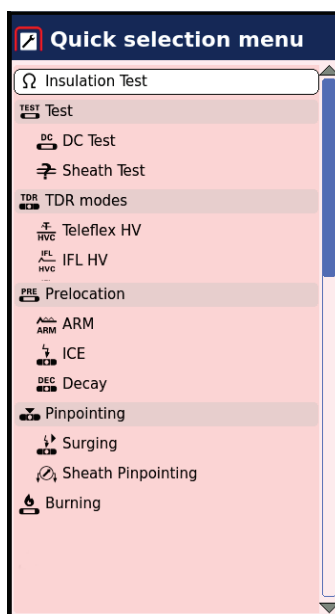 Quick selection menu
Ω Insulation Test
TEST Test
DC DC Test
Sheath Test
TDR TDR modes
HVC Teleflex HV
IFL HVC IFL HV
PRE Prelocation
ARM ARM
ICE
DEC Decay
Pinpointing
Surging
Sheath Pinpointing
Burning